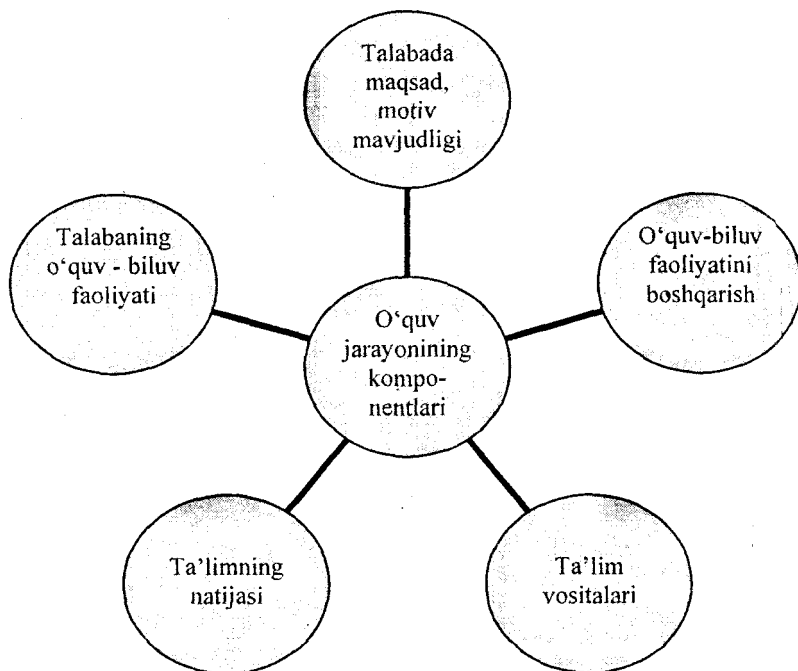 Talabada
maqsad,
motiv
mavjudligi
Talabaning
o‘quv - biluv
faoliyati
O‘quv-biluv
faoliyatini
boshqarish
O‘quv
jarayonining
kompo-
nentlari
Ta’limning
natijasi
Ta’lim
vositalari